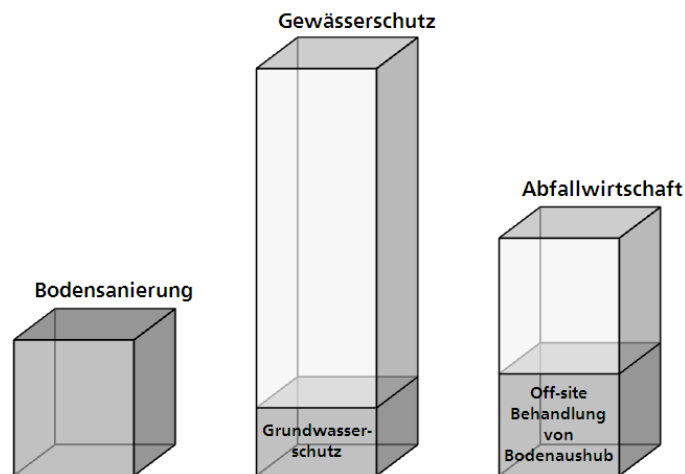 Gewässerschutz
Abfallwirtschaft
Bodensanierung
Grundwasser-
schutz
Off-site
Behandlung
von
Bodenaushub